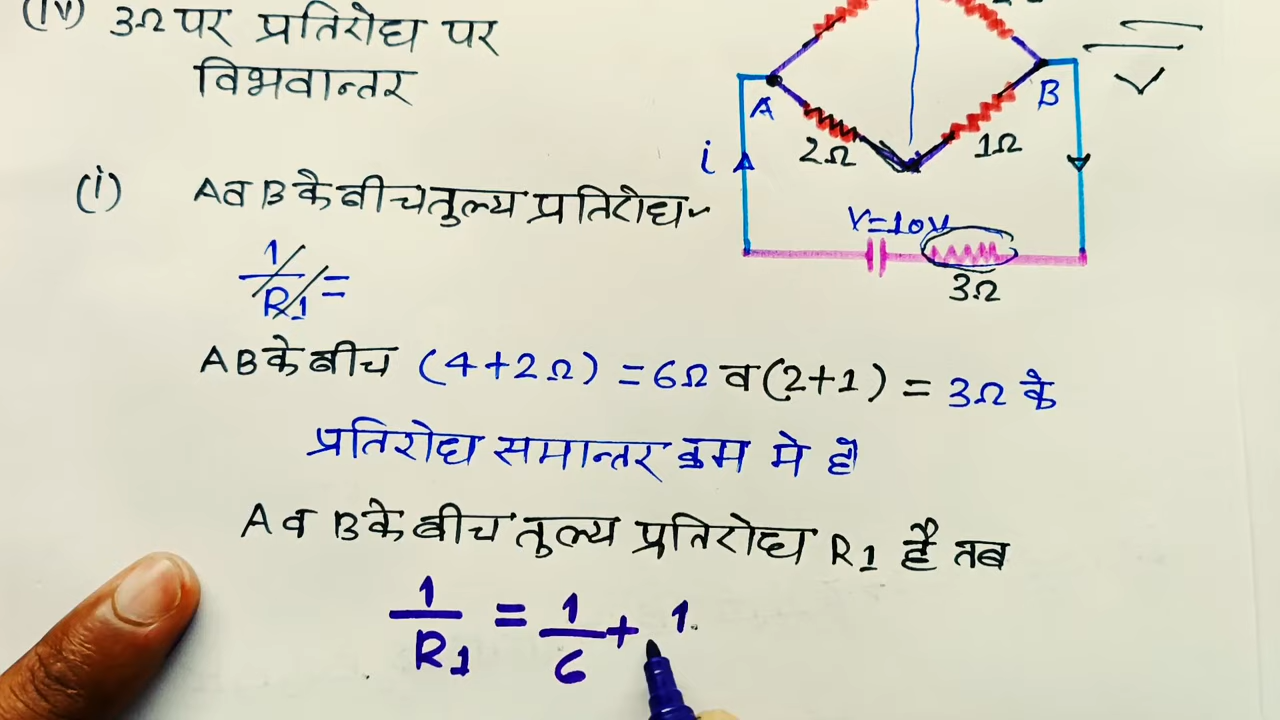 (iv) 3Ω पर प्रतिरोध पर
विभवान्तर
A
B
2Ω
1Ω
i
V=10V
3Ω
(i) A व B के बीच तुल्य प्रतिरोध
1/R1 =
AB के बीच (4+2Ω) = 6Ω व (2+1) = 3Ω के
प्रतिरोध समान्तर क्रम मे है
A व B के बीच तुल्य प्रतिरोध R1 है तब
1/R1 = 1/6 + 1